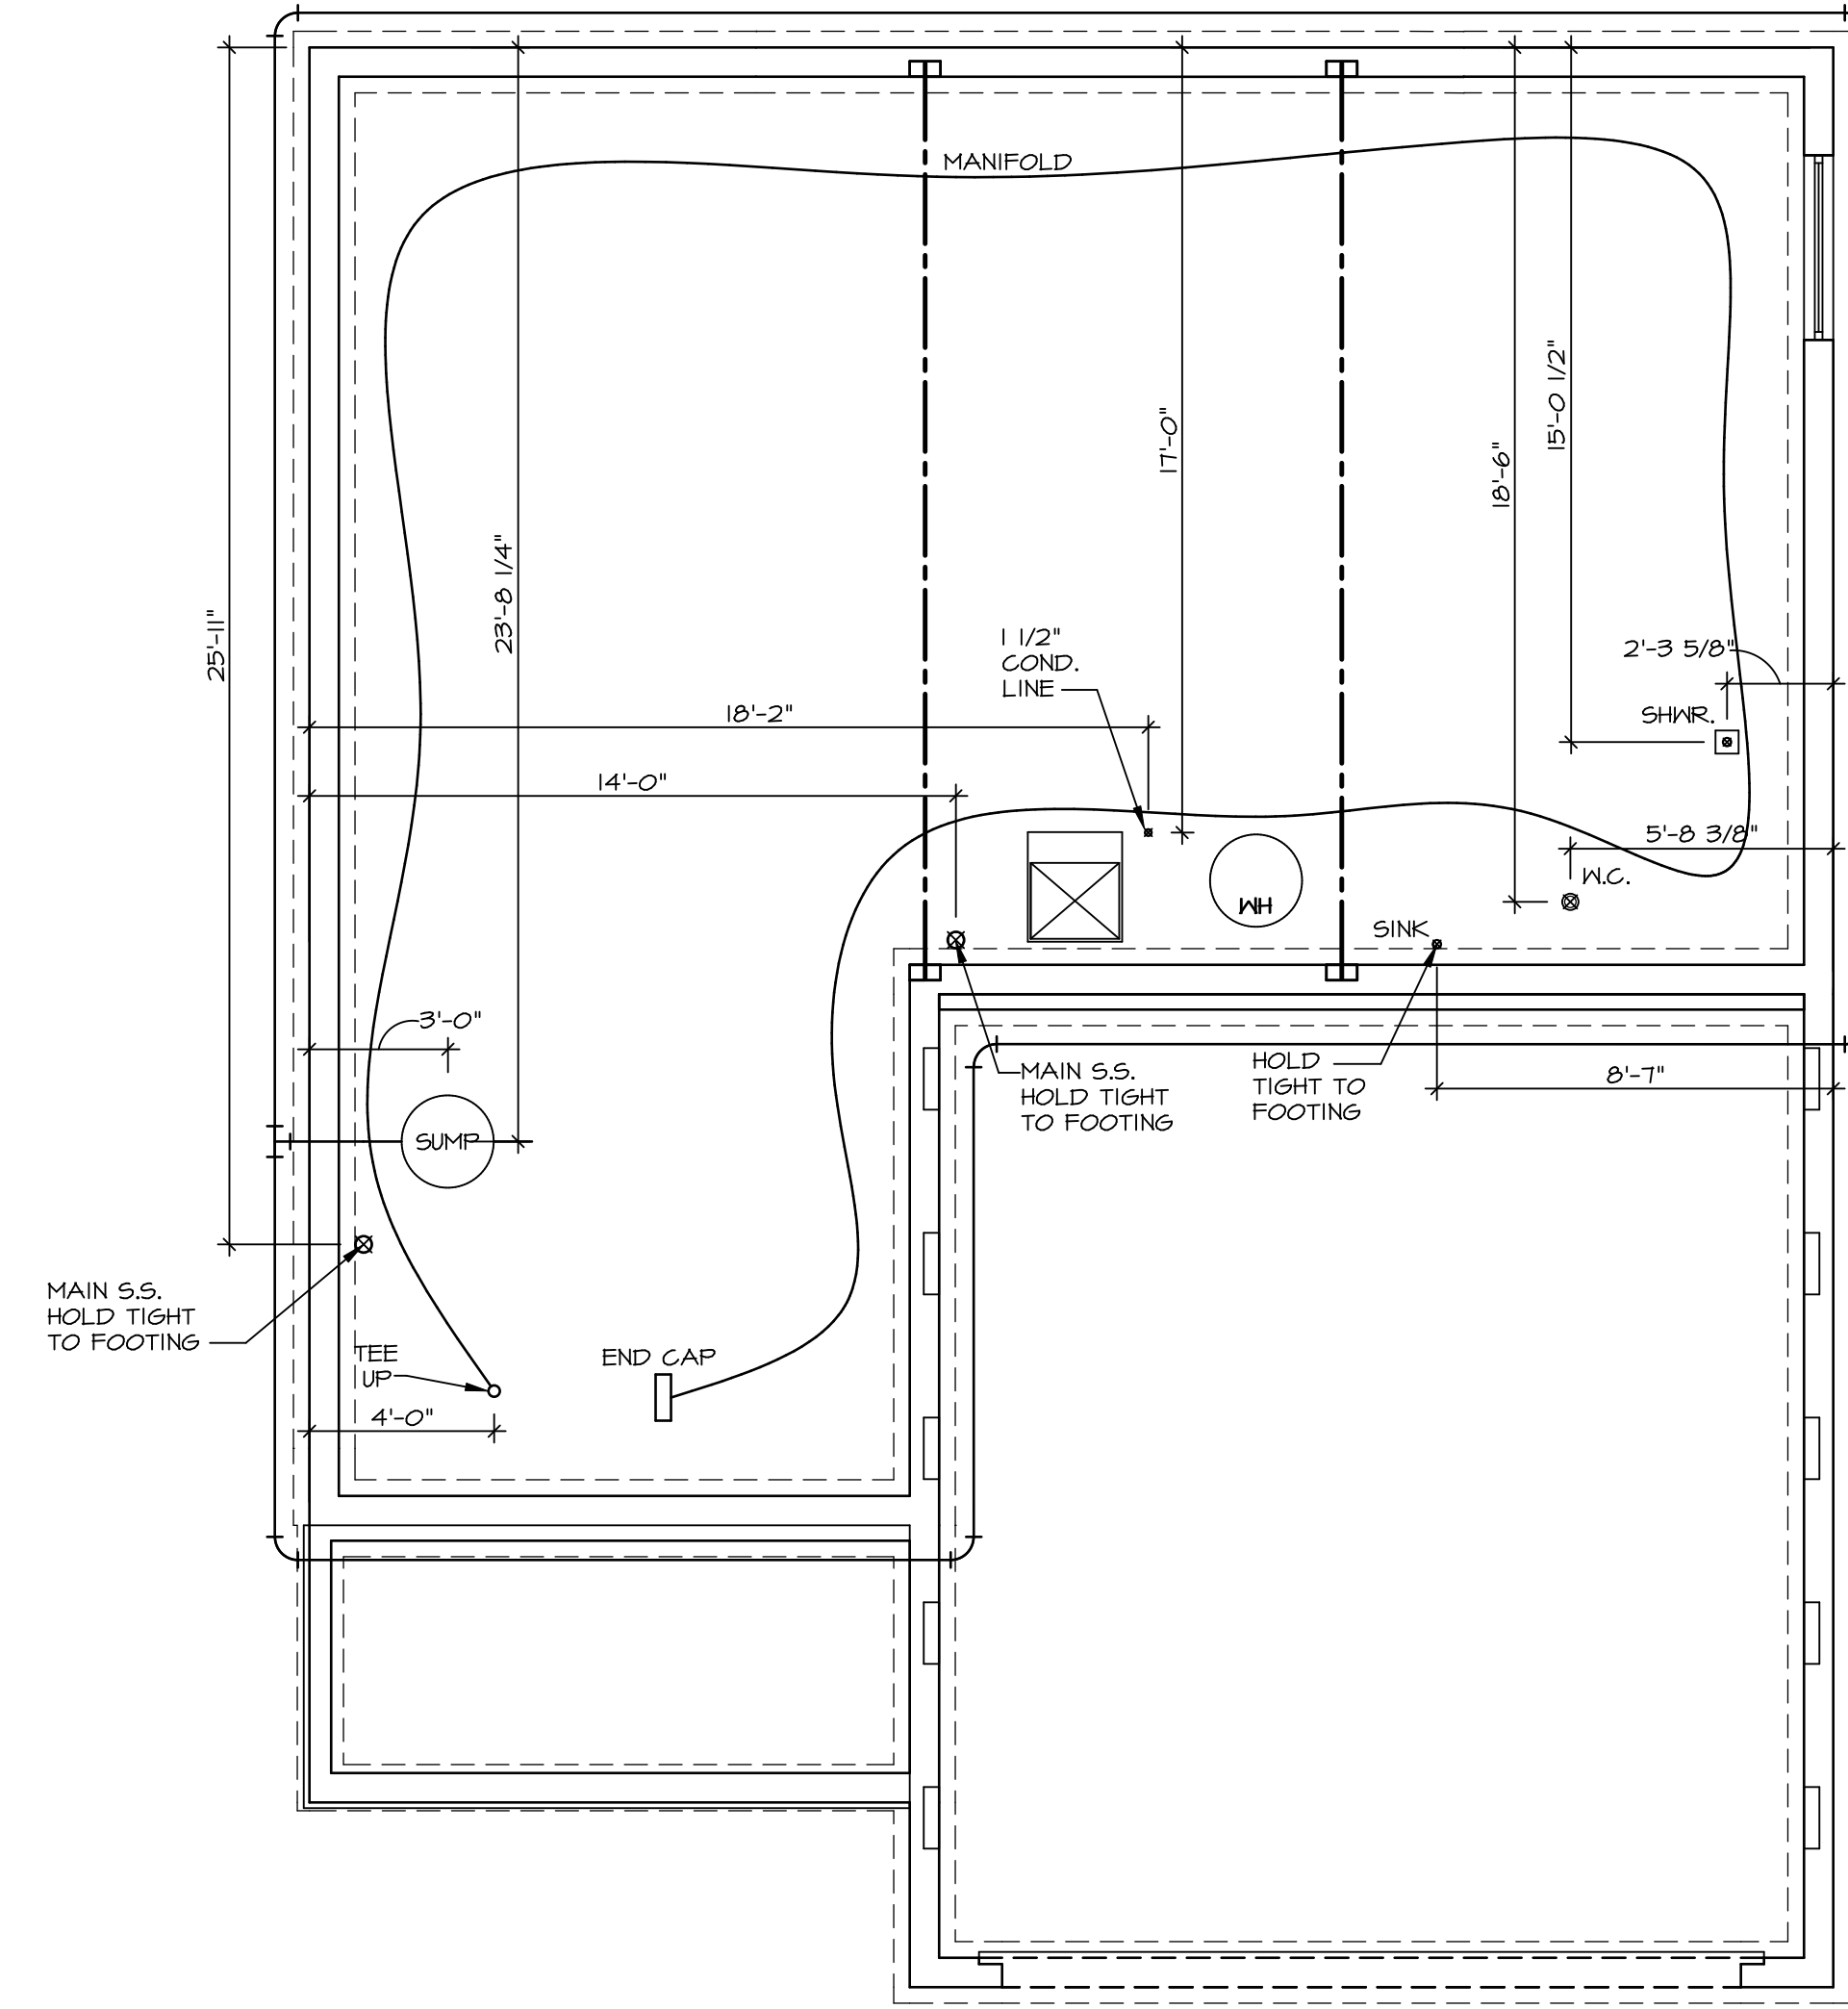 MANIFOLD
15'-0 1/2"
17'-0"
18'-6"
23'-8 1/4"
25'-11"
1 1/2"
COND.
LINE
2'-3 5/8"
SHWR.
18'-2"
14'-0"
5'-8 3/8"
W.C.
WH
SINK
3'-0"
MAIN S.S.
HOLD TIGHT
TO FOOTING
HOLD
TIGHT TO
FOOTING
8'-7"
SUMP
MAIN S.S.
HOLD TIGHT
TO FOOTING
TEE
UP
END CAP
4'-0"